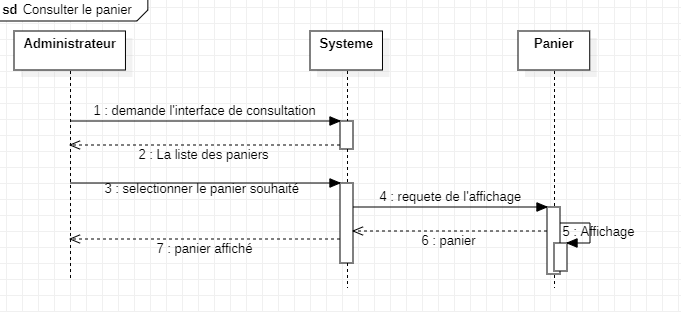 sd Consulter le panier
Administrateur
Systeme
Panier
1 : demande l'interface de consultation
2 : La liste des paniers
3 : selectionner le panier souhaité
4 : requete de l'affichage
5 : Affichage
6 : panier
7 : panier affiché